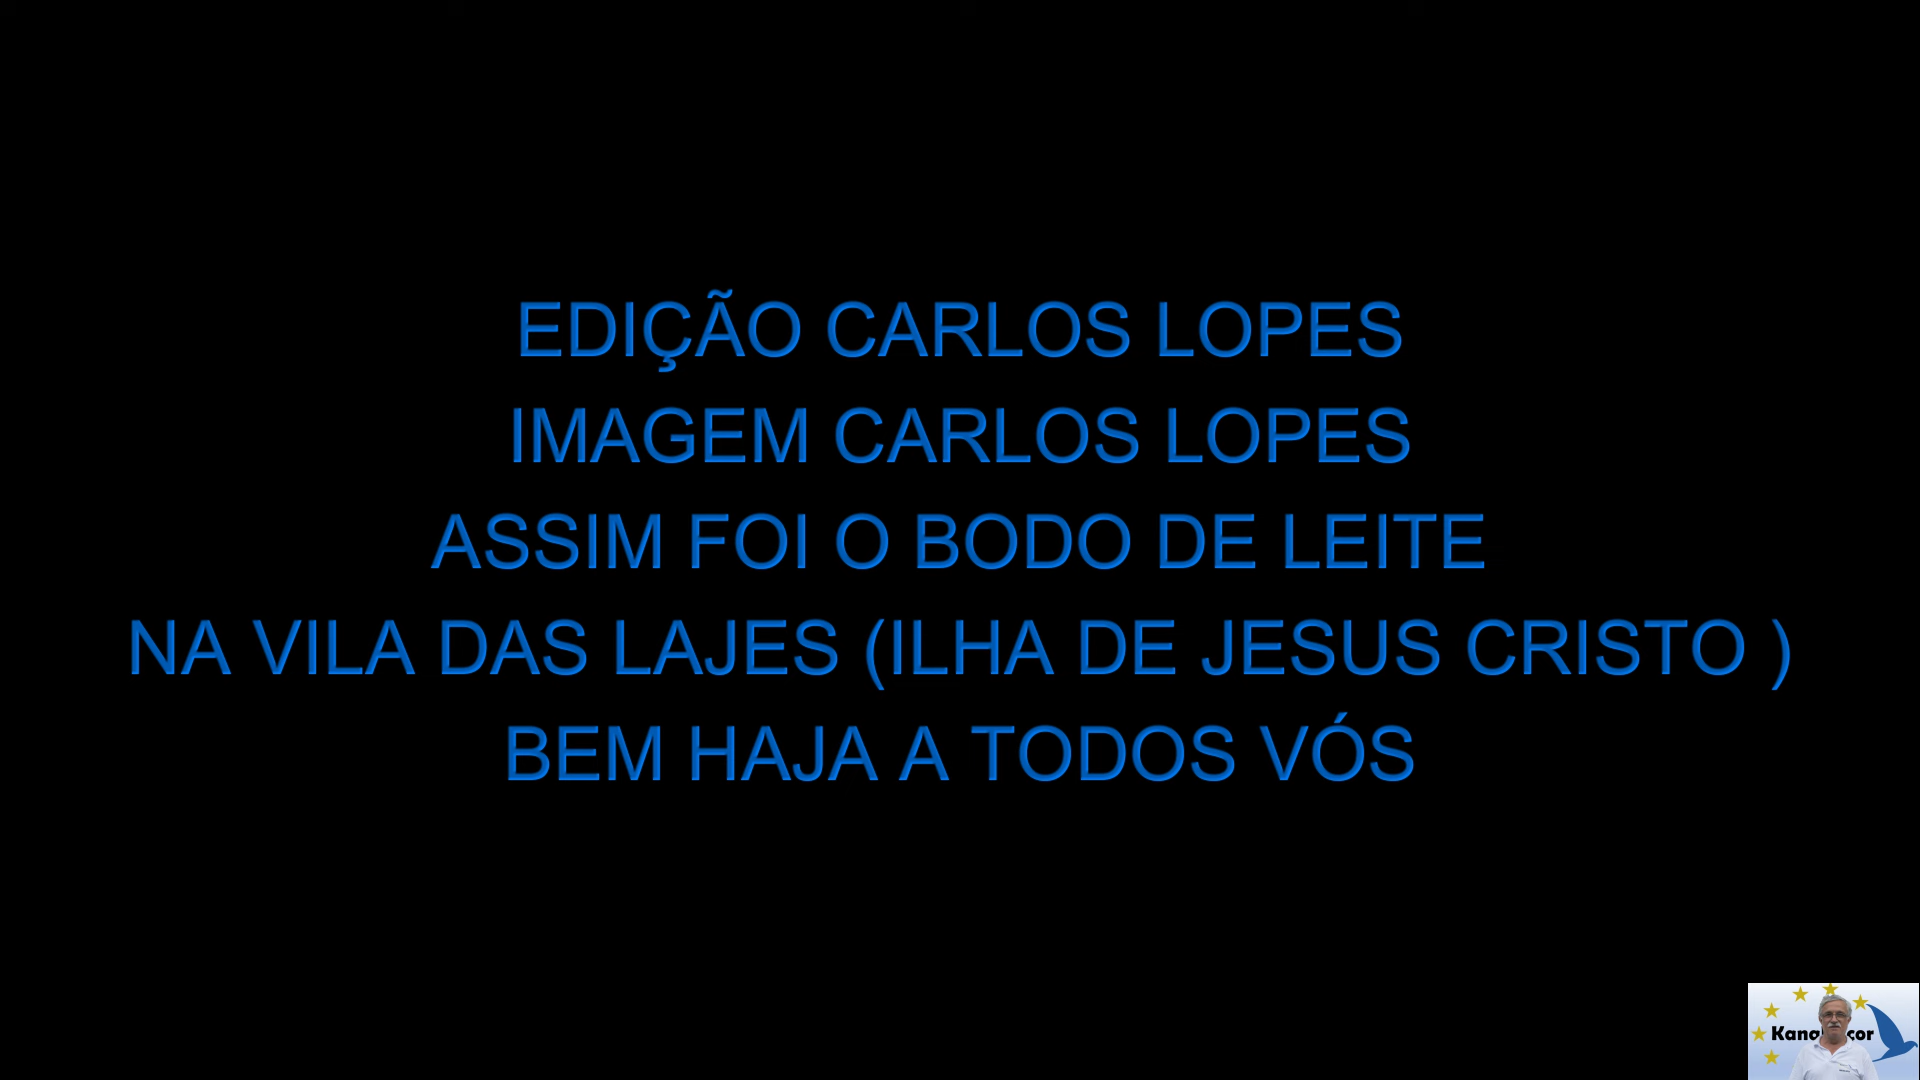 EDIÇÃO CARLOS LOPES
IMAGEM CARLOS LOPES
ASSIM FOI O BODO DE LEITE
NA VILA DAS LAJES (ILHA DE JESUS CRISTO )
BEM HAJA A TODOS VÓS